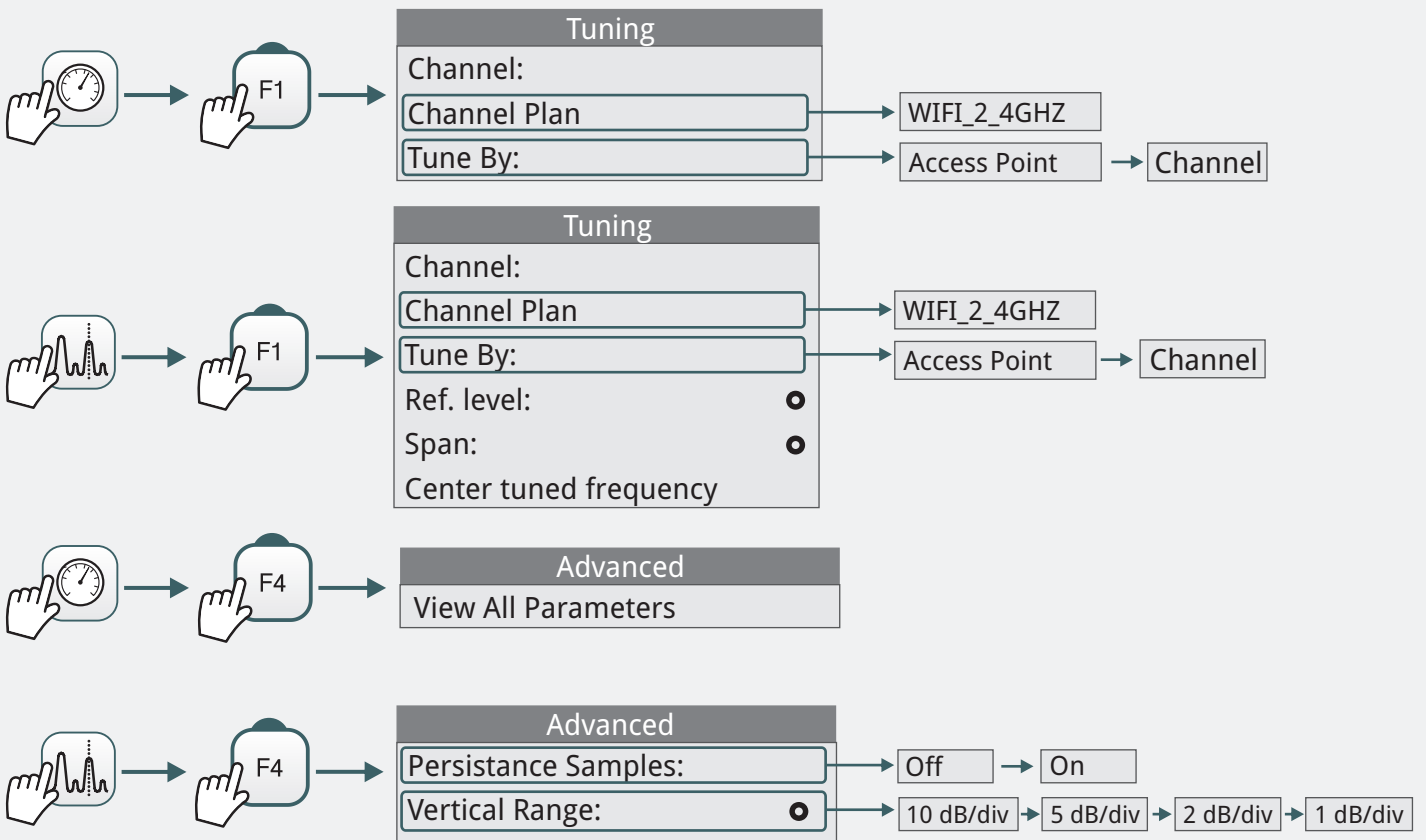 Tuning
F1
Channel:
Channel Plan
WIFI_2_4GHZ
Tune By:
Access Point
Channel
Tuning
Channel:
F1
Channel Plan
WIFI_2_4GHZ
Tune By:
Access Point
Channel
Ref. level:
Span:
Center tuned frequency
F4
Advanced
View All Parameters
F4
Advanced
Persistance Samples:
Off
On
Vertical Range:
10 dB/div
5 dB/div
2 dB/div
1 dB/div